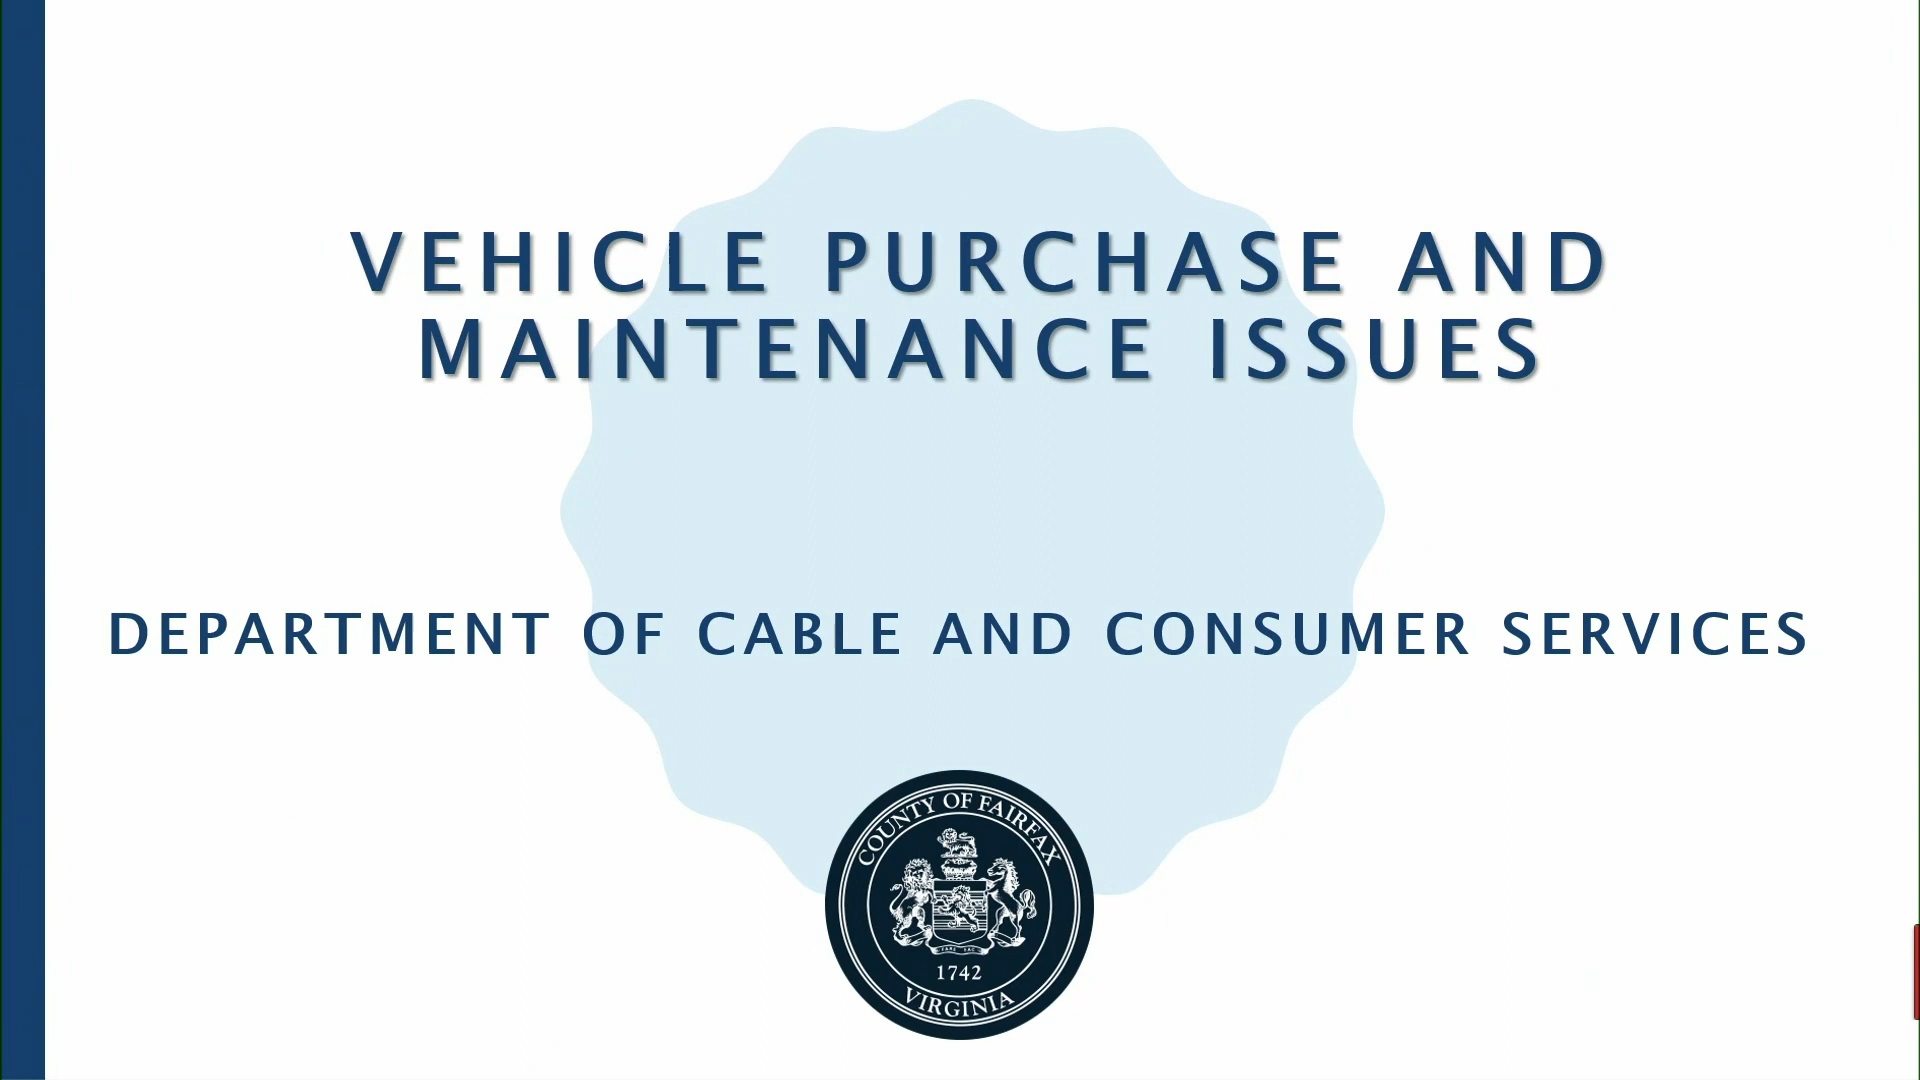 VEHICLE PURCHASE AND
MAINTENANCE ISSUES
DEPARTMENT OF CABLE AND CONSUMER SERVICES
COUNTY OF FAIRFAX
1742
VIRGINIA